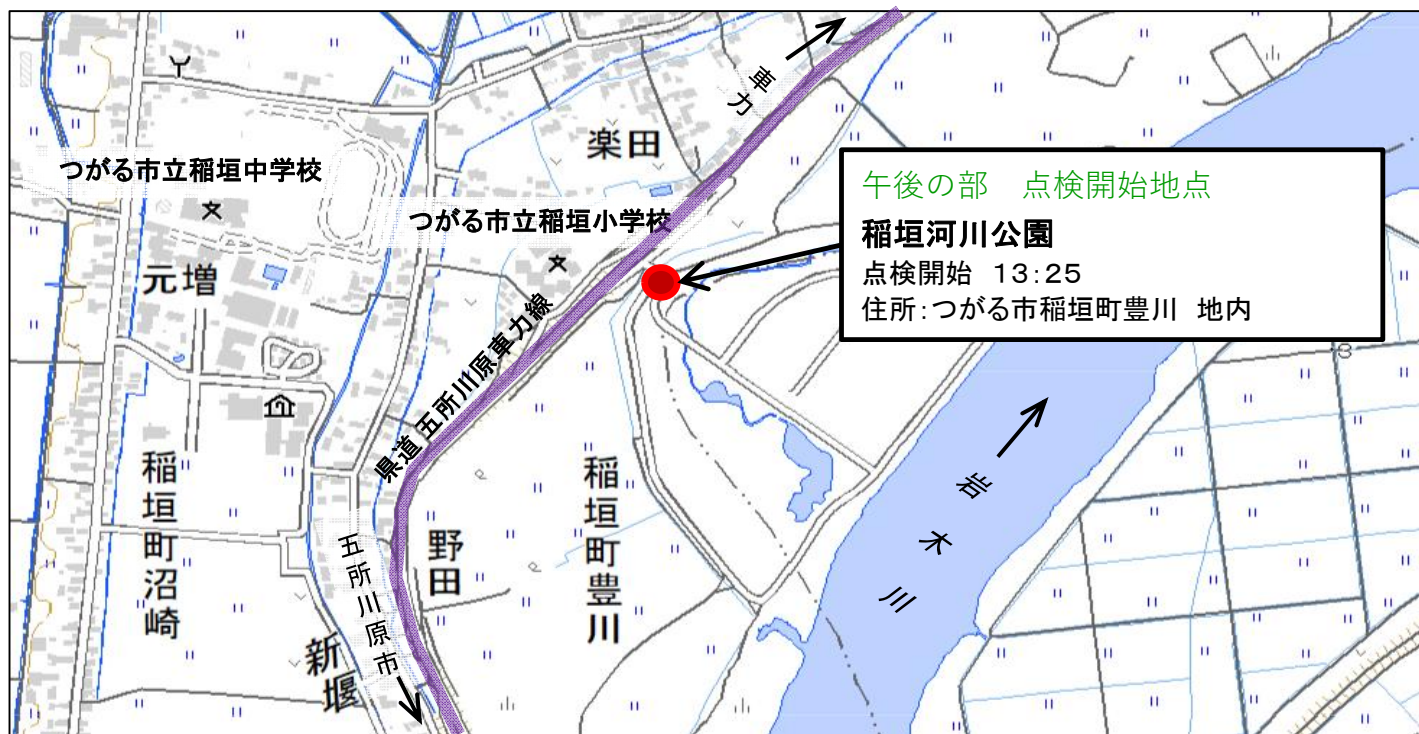 車力
楽田
つがる市立稲垣中学校
つがる市立稲垣小学校
午後の部 点検開始地点
稲垣河川公園
点検開始 13:25
住所:つがる市稲垣町豊川 地内
元増
県道 五所川原車力線
稲垣町沼崎
五所川原市
野田
稲垣町豊川
岩木川
新堰